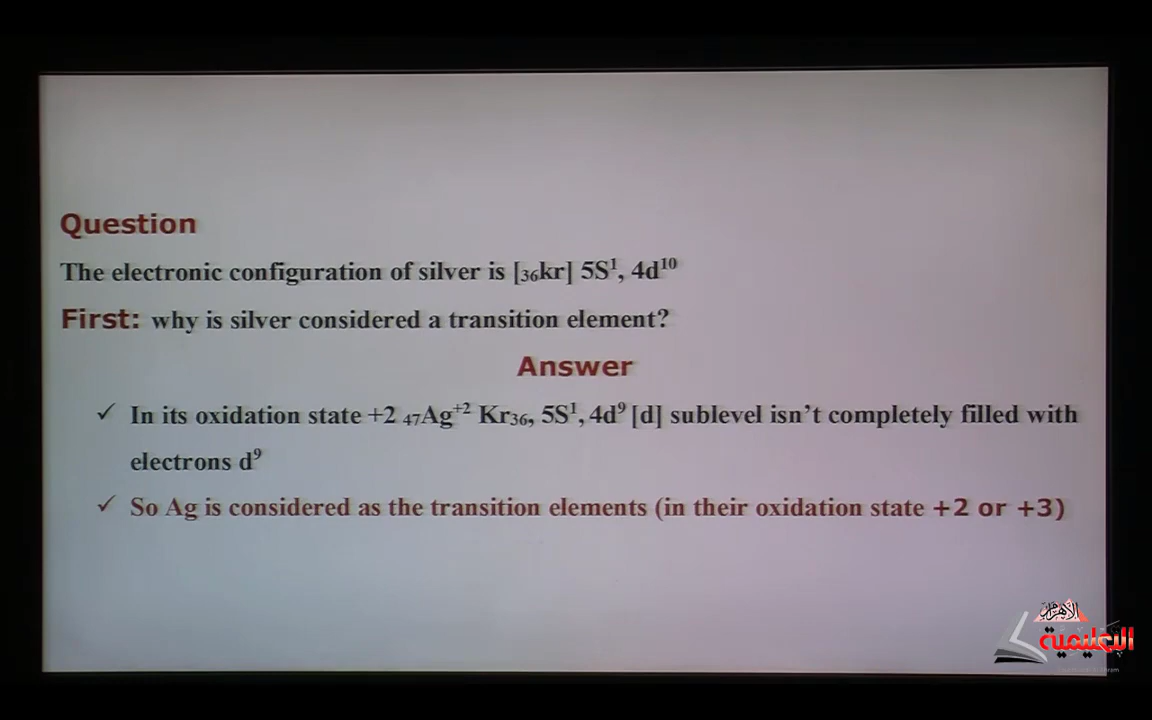 Question
The electronic configuration of silver is [₃₆kr] 5S¹, 4d¹⁰
First: why is silver considered a transition element?
Answer
✓ In its oxidation state +2 ₄₇Ag⁺² Kr₃₆, 5S¹, 4d⁹ [d] sublevel isn’t completely filled with
electrons d⁹
✓ So Ag is considered as the transition elements (in their oxidation state +2 or +3)
الأهرام
التعليمية